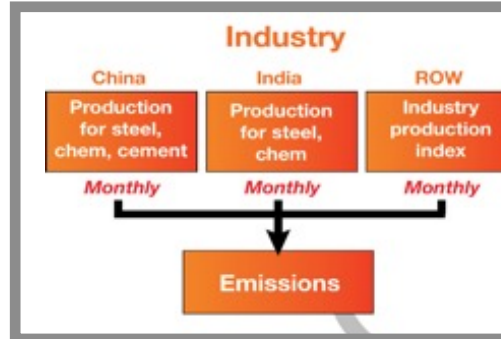 Industry
China
India
ROW
Production
for steel,
chem, cement
Production
for steel,
chem
Industry
production
index
Monthly
Monthly
Monthly
Emissions